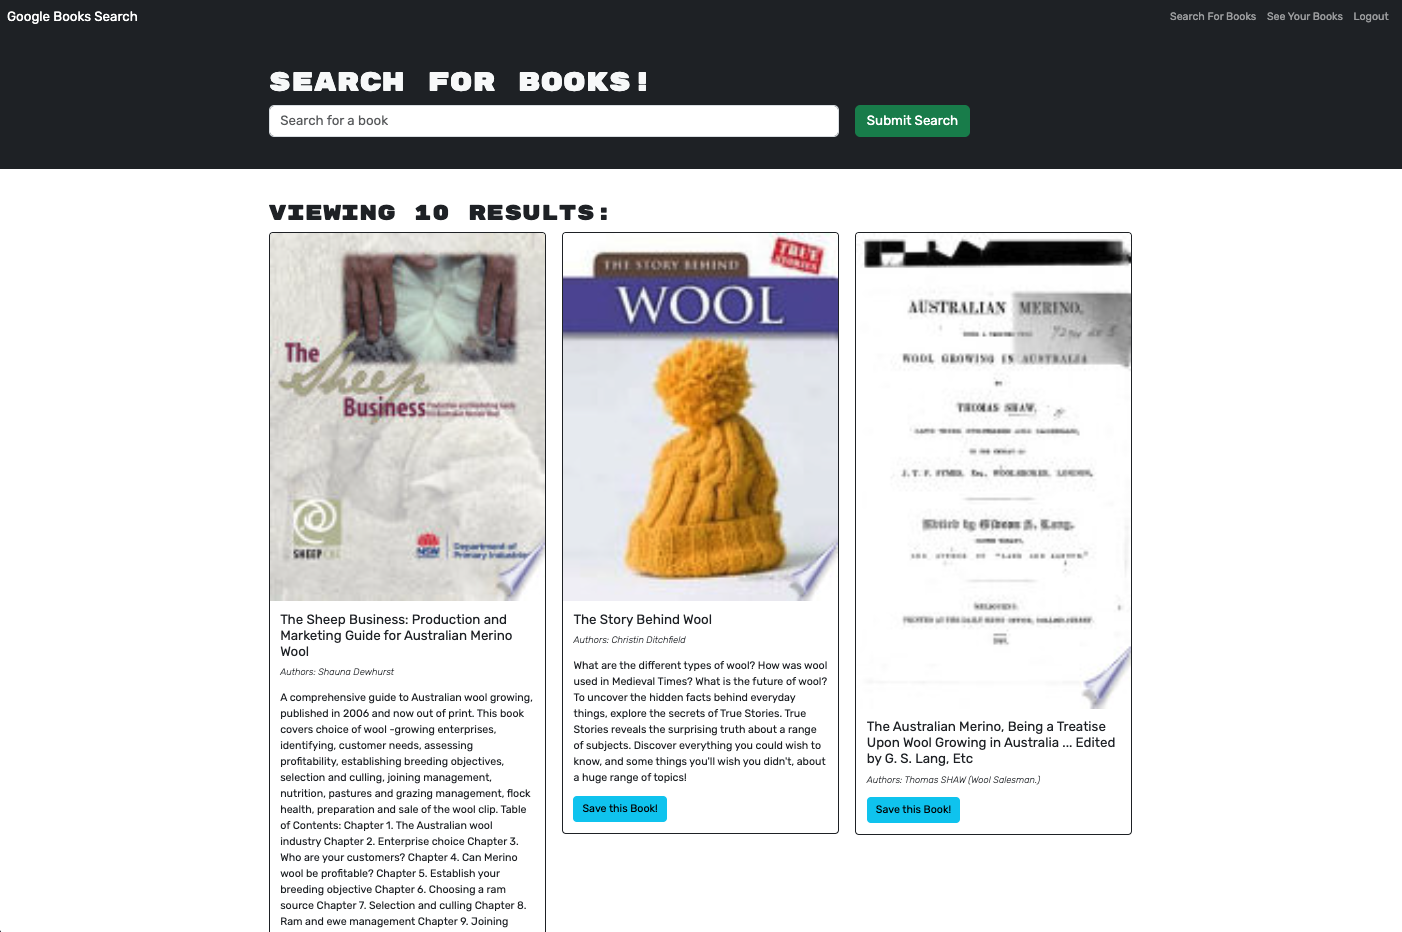 Google Books Search
Search For Books
See Your Books
Logout
SEARCH FOR BOOKS!
Search for a book
Submit Search
VIEWING 10 RESULTS:
The
Sheep
Business
SHEEP
NSW
Department of
Primary Industries
The Sheep Business: Production and
Marketing Guide for Australian Merino
Wool
Authors: Shauna Dewhurst
A comprehensive guide to Australian wool growing,
published in 2006 and now out of print. This book
covers choice of wool -growing enterprises,
identifying, customer needs, assessing
profitability, establishing breeding objectives,
selection and culling, joining management,
nutrition, pastures and grazing management, flock
health, preparation and sale of the wool clip. Table
of Contents: Chapter 1. The Australian wool
industry Chapter 2. Enterprise choice Chapter 3.
Who are your customers? Chapter 4. Can Merino
wool be profitable? Chapter 5. Establish your
breeding objective Chapter 6. Choosing a ram
source Chapter 7. Selection and culling Chapter 8.
Ram and ewe management Chapter 9. Joining
TRUE
STORIES
THE STORY BEHIND
WOOL
The Story Behind Wool
Authors: Christin Ditchfield
What are the different types of wool? How was wool
used in Medieval Times? What is the future of wool?
To uncover the hidden facts behind everyday
things, explore the secrets of True Stories. True
Stories reveals the surprising truth about a range
of subjects. Discover everything you could wish to
know, and some things you'll wish you didn't, about
a huge range of topics!
Save this Book!
AUSTRALIAN MERINO,
WOOL GROWING IN AUSTRALIA
BY
THOMAS SHAW,
Edited by Gideon S. Lang,
MELBOURNE:
The Australian Merino, Being a Treatise
Upon Wool Growing in Australia ... Edited
by G. S. Lang, Etc
Authors: Thomas SHAW (Wool Salesman.)
Save this Book!